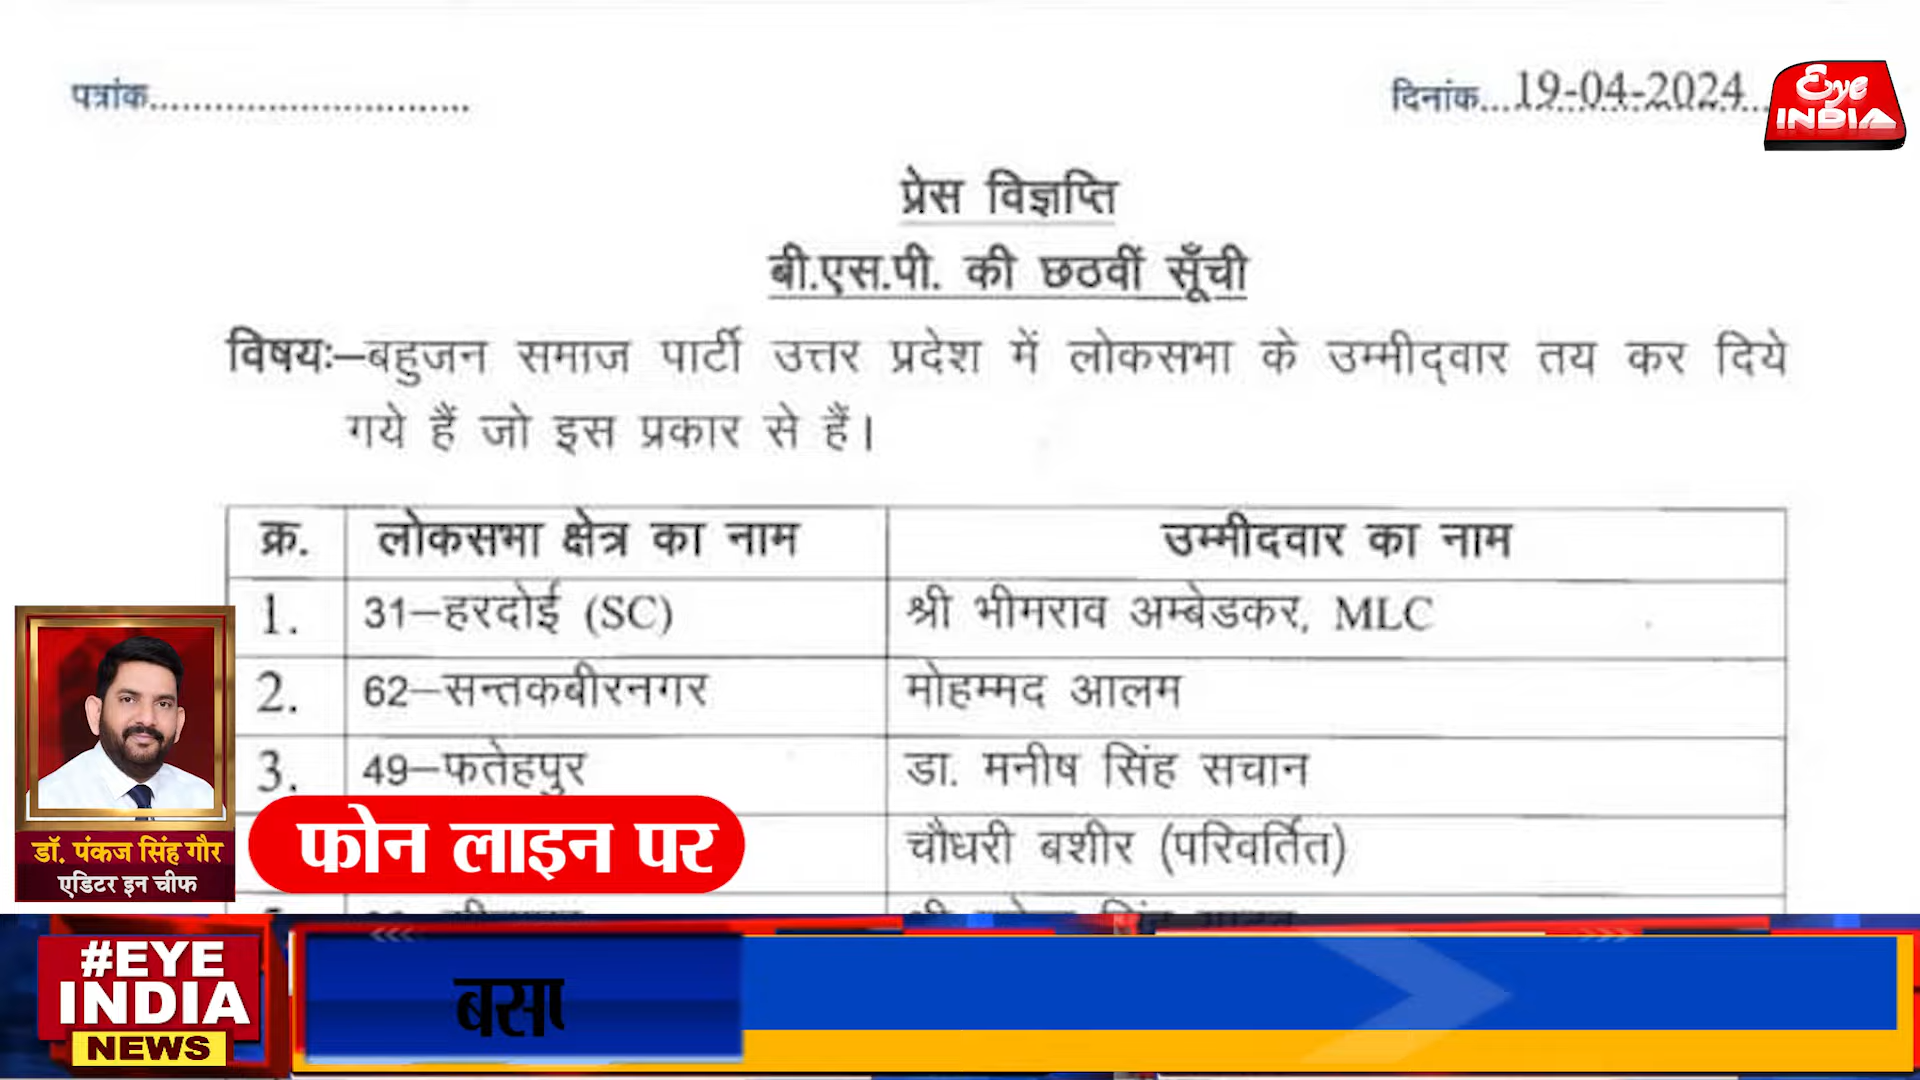 पत्रांक..............................
दिनांक...19-04-2024...
Eye
INDIA
प्रेस विज्ञप्ति
बी.एस.पी. की छठवीं सूँची
विषयः–बहुजन समाज पार्टी उत्तर प्रदेश में लोकसभा के उम्मीद्वार तय कर दिये
गये हैं जो इस प्रकार से हैं।
क्र. लोकसभा क्षेत्र का नाम उम्मीदवार का नाम
1. 31–हरदोई (SC) श्री भीमराव अम्बेडकर, MLC
2. 62–सन्तकबीरनगर मोहम्मद आलम
3. 49–फतेहपुर डा. मनीष सिंह सचान
चौधरी बशीर (परिवर्तित)
डॉ. पंकज सिंह गौर
एडिटर इन चीफ
फोन लाइन पर
#EYE
INDIA
NEWS